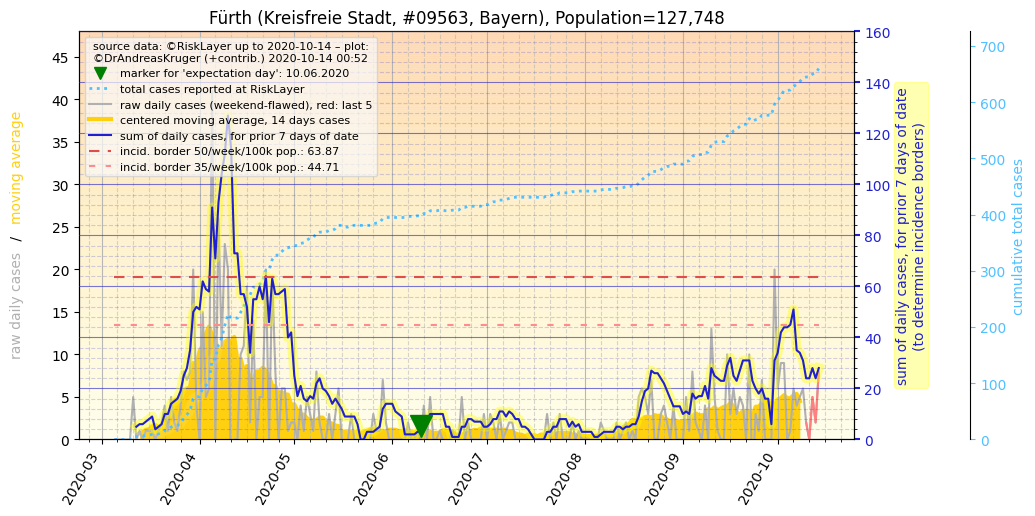 Fürth (Kreisfreie Stadt, #09563, Bayern), Population=127,748
source data: ©RiskLayer up to 2020-10-14 – plot:
©DrAndreasKruger (+contrib.) 2020-10-14 00:52
marker for 'expectation day': 10.06.2020
total cases reported at RiskLayer
raw daily cases (weekend-flawed), red: last 5
centered moving average, 14 days cases
sum of daily cases, for prior 7 days of date
incid. border 50/week/100k pop.: 63.87
incid. border 35/week/100k pop.: 44.71
raw daily cases / moving average
0
5
10
15
20
25
30
35
40
45
2020-03
2020-04
2020-05
2020-06
2020-07
2020-08
2020-09
2020-10
0
20
40
60
80
100
120
140
160
sum of daily cases, for prior 7 days of date
(to determine incidence borders)
0
100
200
300
400
500
600
700
cumulative total cases